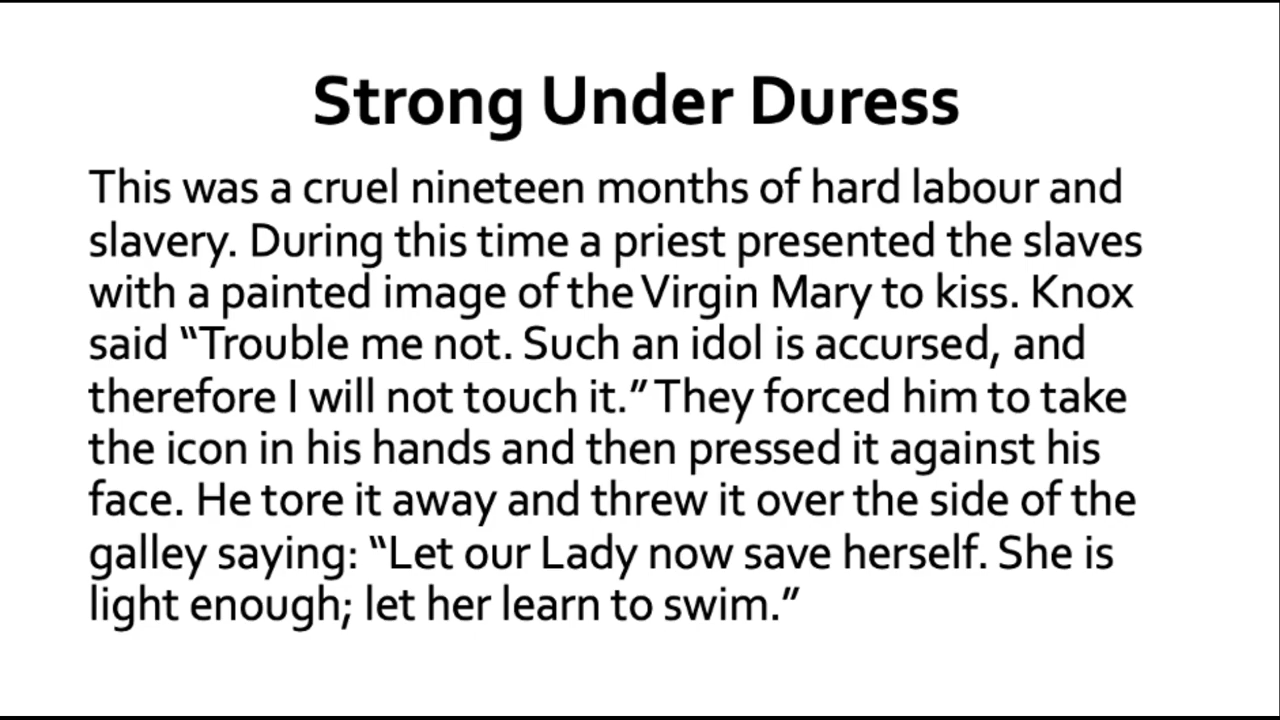 Strong Under Duress
This was a cruel nineteen months of hard labour and
slavery. During this time a priest presented the slaves
with a painted image of the Virgin Mary to kiss. Knox
said “Trouble me not. Such an idol is accursed, and
therefore I will not touch it.” They forced him to take
the icon in his hands and then pressed it against his
face. He tore it away and threw it over the side of the
galley saying: “Let our Lady now save herself. She is
light enough; let her learn to swim.”